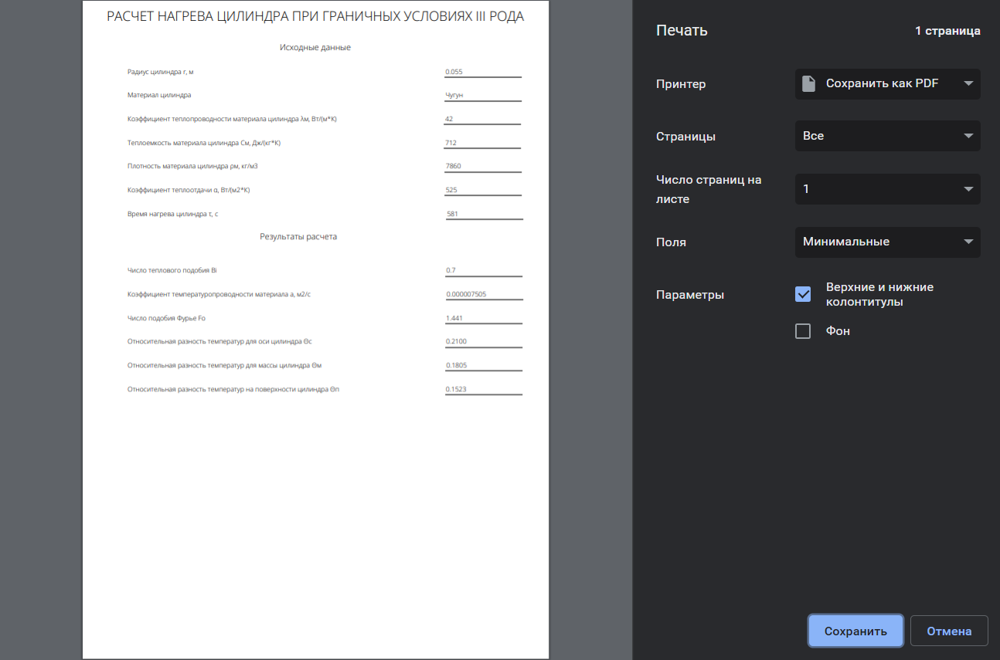 РАСЧЕТ НАГРЕВА ЦИЛИНДРА ПРИ ГРАНИЧНЫХ УСЛОВИЯХ III РОДА
Исходные данные
Радиус цилиндра r, м 0.055
Материал цилиндра Чугун
Коэффициент теплопроводности материала цилиндра λм, Вт/(м*К) 42
Теплоемкость материала цилиндра См, Дж/(кг*К) 712
Плотность материала цилиндра ρм, кг/м3 7860
Коэффициент теплоотдачи α, Вт/(м2*К) 525
Время нагрева цилиндра τ, с 581
Результаты расчета
Число теплового подобия Bi 0.7
Коэффициент температуропроводности материала a, м2/с 0.000007505
Число подобия Фурье Fo 1.441
Относительная разность температур для оси цилиндра Θc 0.2100
Относительная разность температур для массы цилиндра Θм 0.1805
Относительная разность температур на поверхности цилиндра Θп 0.1523
Печать 1 страница
Принтер Сохранить как PDF
Страницы Все
Число страниц на
листе 1
Поля Минимальные
Параметры Верхние и нижние
колонтитулы
Фон
Сохранить Отмена